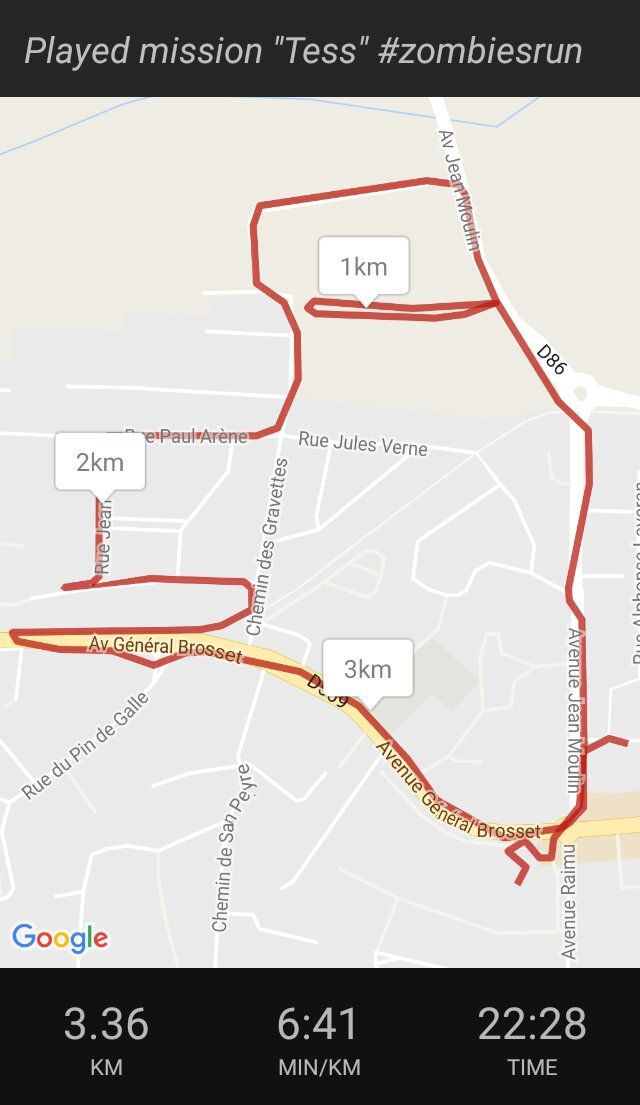 Played mission "Tess" #zombiesrun
Av Jean Moulin
1km
D86
Rue Paul Arène
Rue Jules Verne
2km
Rue Jean
Chemin des Gravettes
Av Général Brosset
3km
Avenue Jean Moulin
Rue du Pin de Galle
Avenue Général Brosset
Chemin de San Peyre
Avenue Raimu
Google
3.36 6:41 22:28
KM MIN/KM TIME